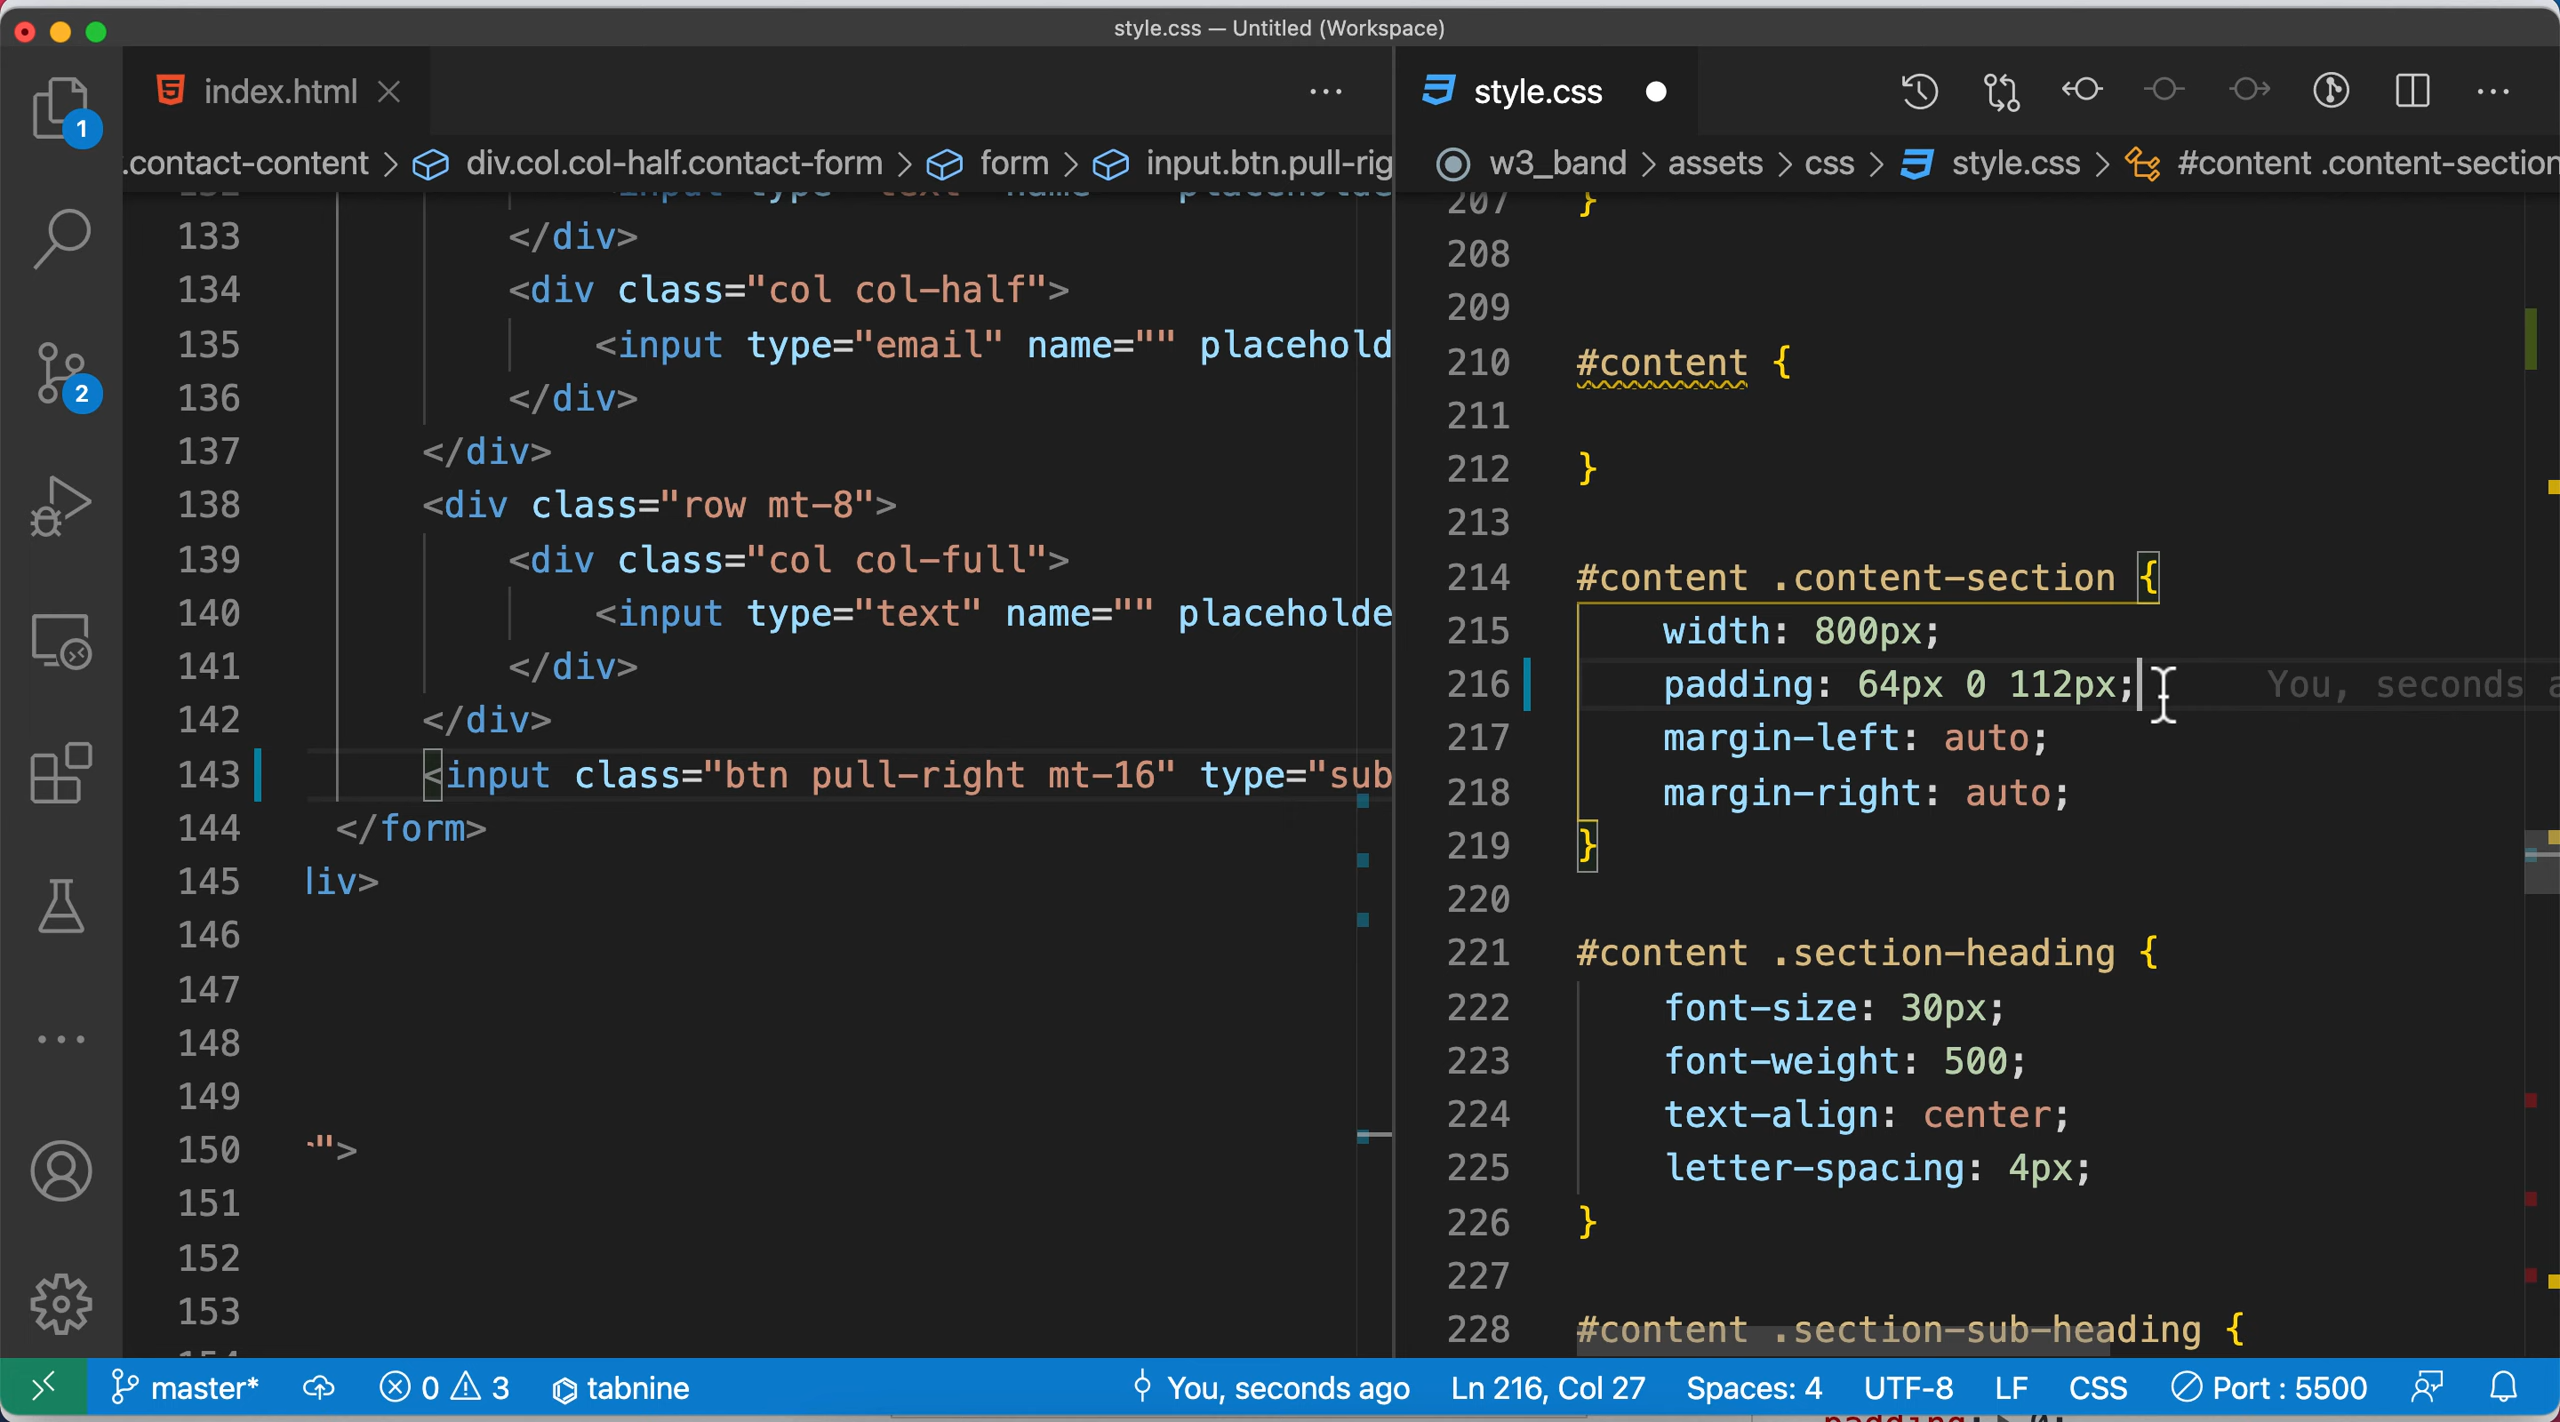 style.css — Untitled (Workspace)
index.html
style.css
1
2
.contact-content > div.col.col-half.contact-form > form > input.btn.pull-rig
133 </div>
134 <div class="col col-half">
135 <input type="email" name="" placehold
136 </div>
137 </div>
138 <div class="row mt-8">
139 <div class="col col-full">
140 <input type="text" name="" placeholde
141 </div>
142 </div>
143 <input class="btn pull-right mt-16" type="sub
144 </form>
145 iv>
146
147
148
149
150 ">
151
152
153
w3_band > assets > css > style.css > #content .content-section
207 }
208
209
210 #content {
211
212 }
213
214 #content .content-section {
215 width: 800px;
216 padding: 64px 0 112px; You, seconds a
217 margin-left: auto;
218 margin-right: auto;
219 }
220
221 #content .section-heading {
222 font-size: 30px;
223 font-weight: 500;
224 text-align: center;
225 letter-spacing: 4px;
226 }
227
228 #content .section-sub-heading {
master* 0 3 tabnine You, seconds ago Ln 216, Col 27 Spaces: 4 UTF-8 LF CSS Port : 5500